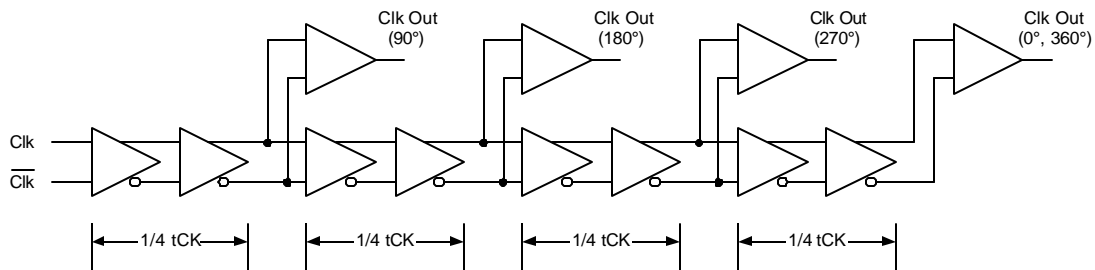 Clk Out
(90°)
Clk Out
(180°)
Clk Out
(270°)
Clk Out
(0°, 360°)
Clk
C̅l̅k̅
1/4 tCK
1/4 tCK
1/4 tCK
1/4 tCK